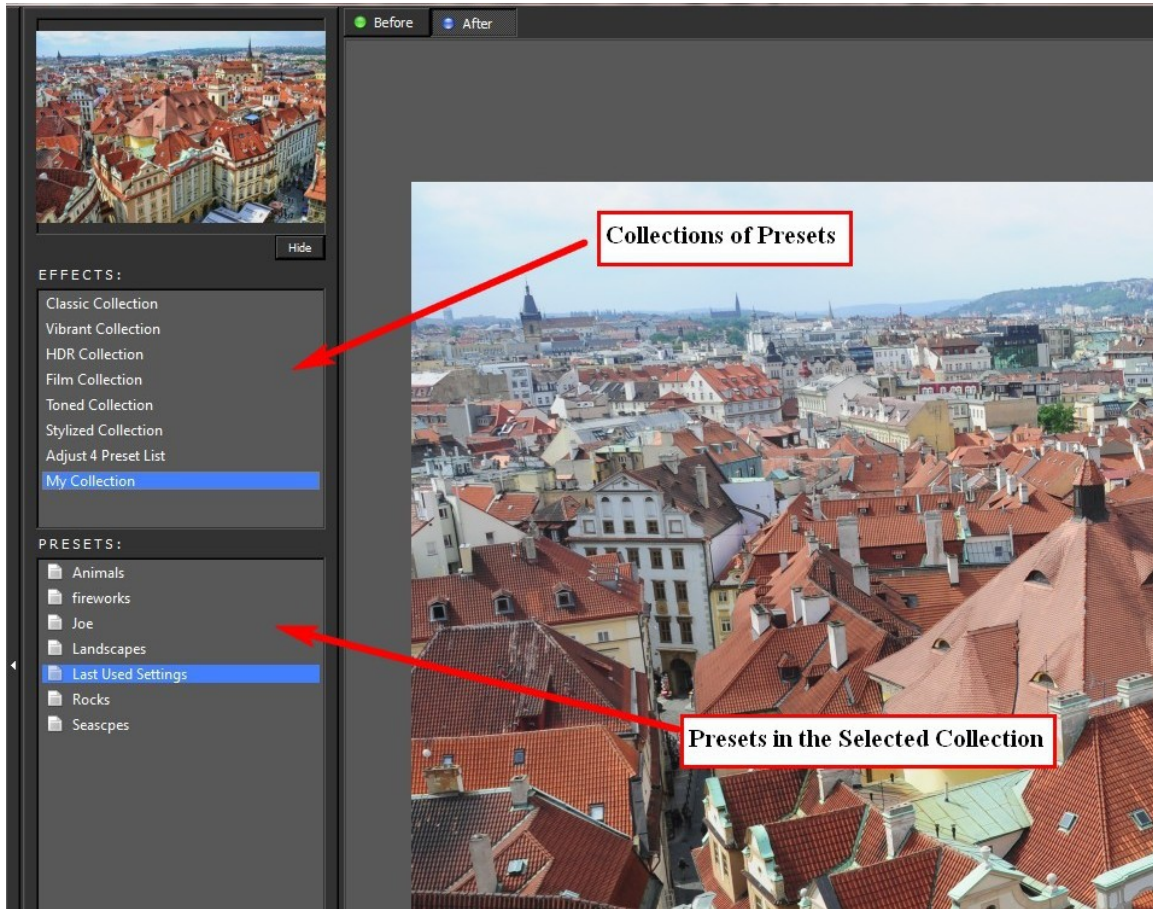 Before
After
Hide
EFFECTS:
Classic Collection
Vibrant Collection
HDR Collection
Film Collection
Toned Collection
Stylized Collection
Adjust 4 Preset List
My Collection
PRESETS:
Animals
fireworks
Joe
Landscapes
Last Used Settings
Rocks
Seascpes
Collections of Presets
Presets in the Selected Collection